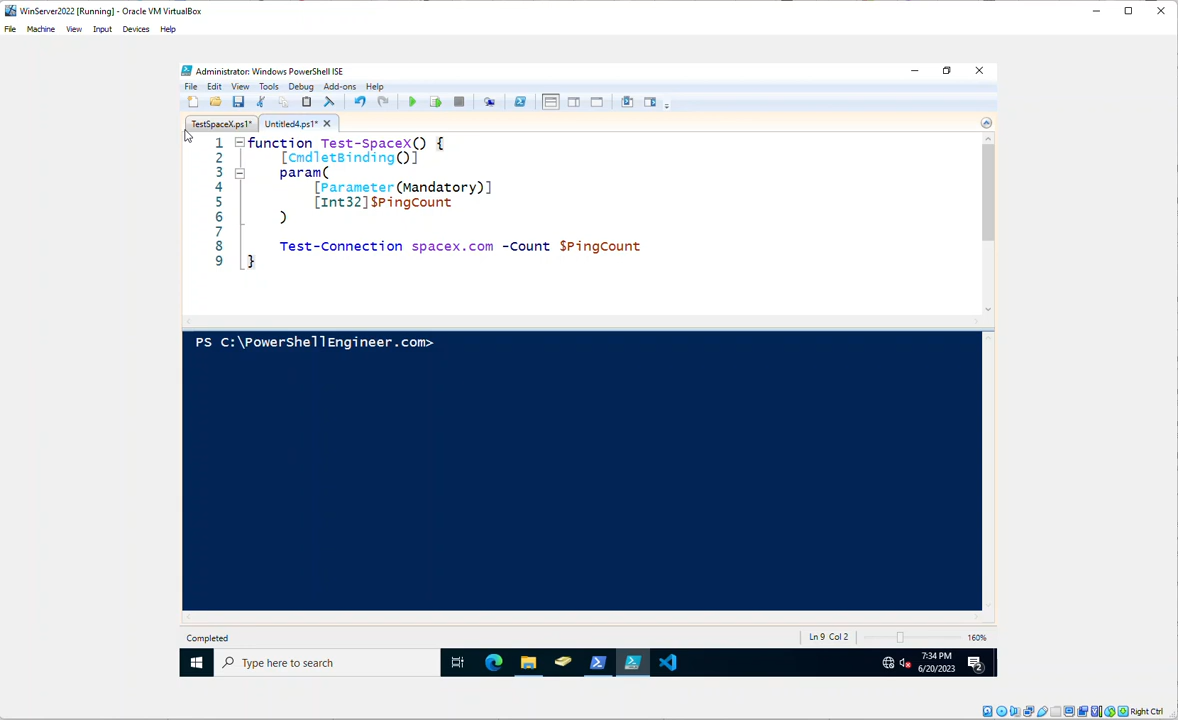 WinServer2022 [Running] - Oracle VM VirtualBox
File Machine View Input Devices Help
Administrator: Windows PowerShell ISE
File Edit View Tools Debug Add-ons Help
TestSpaceX.ps1* Untitled4.ps1* X
1 function Test-SpaceX() {
2 [CmdletBinding()]
3 param(
4 [Parameter(Mandatory)]
5 [Int32]$PingCount
6 )
7
8 Test-Connection spacex.com -Count $PingCount
9 }
PS C:\PowerShellEngineer.com>
Completed Ln 9 Col 2 160%
Type here to search 7:34 PM
6/20/2023 2
Right Ctrl